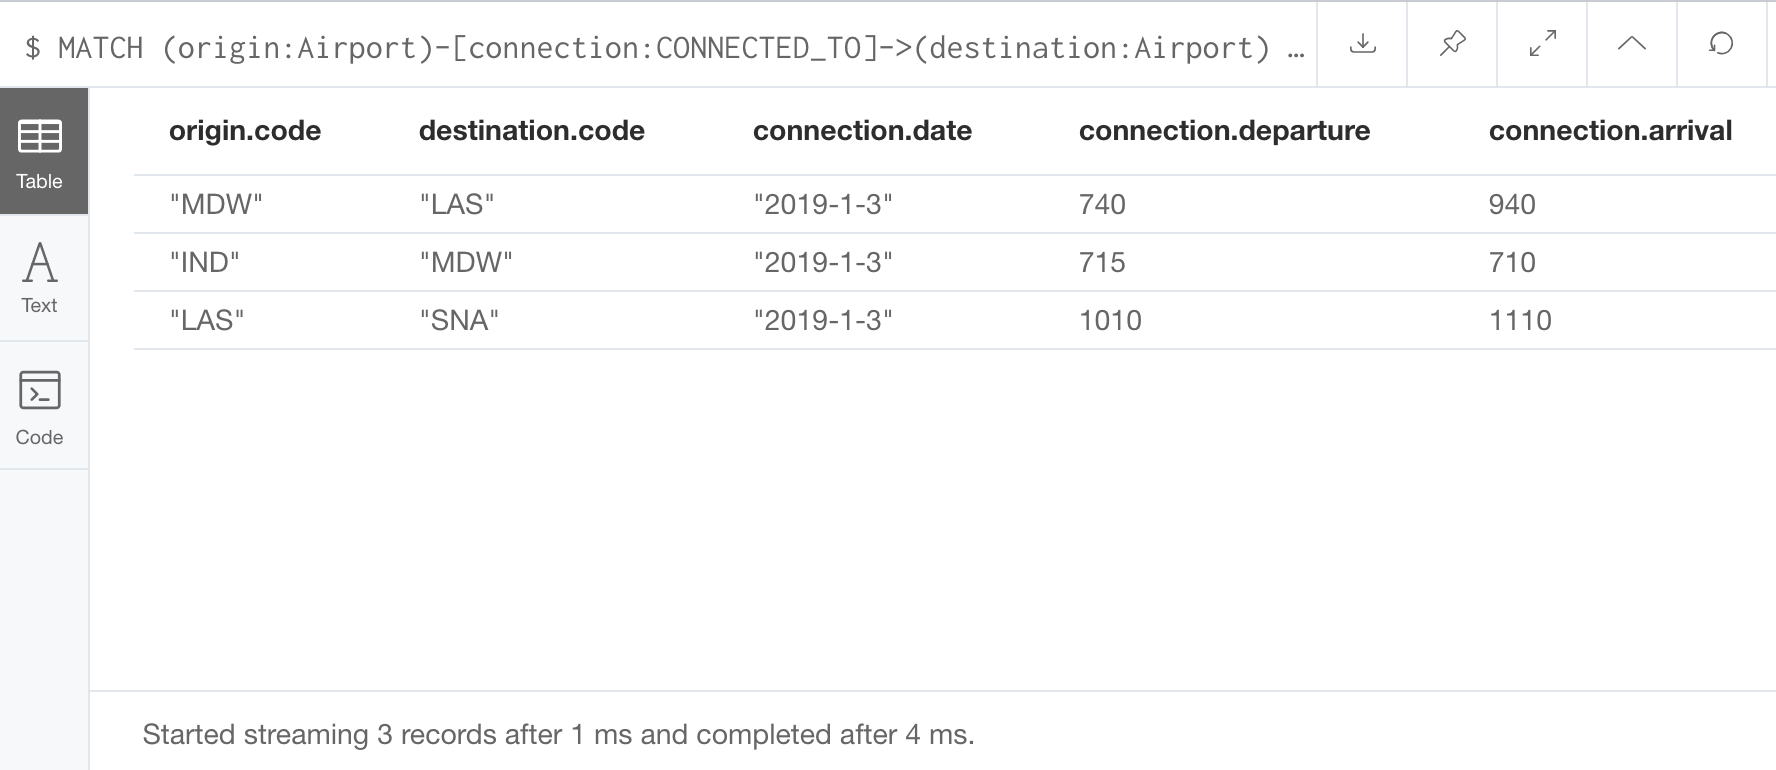 $ MATCH (origin:Airport)-[connection:CONNECTED_TO]->(destination:Airport) …
Table
Text
Code
origin.code destination.code connection.date connection.departure connection.arrival
"MDW" "LAS" "2019-1-3" 740 940
"IND" "MDW" "2019-1-3" 715 710
"LAS" "SNA" "2019-1-3" 1010 1110
Started streaming 3 records after 1 ms and completed after 4 ms.